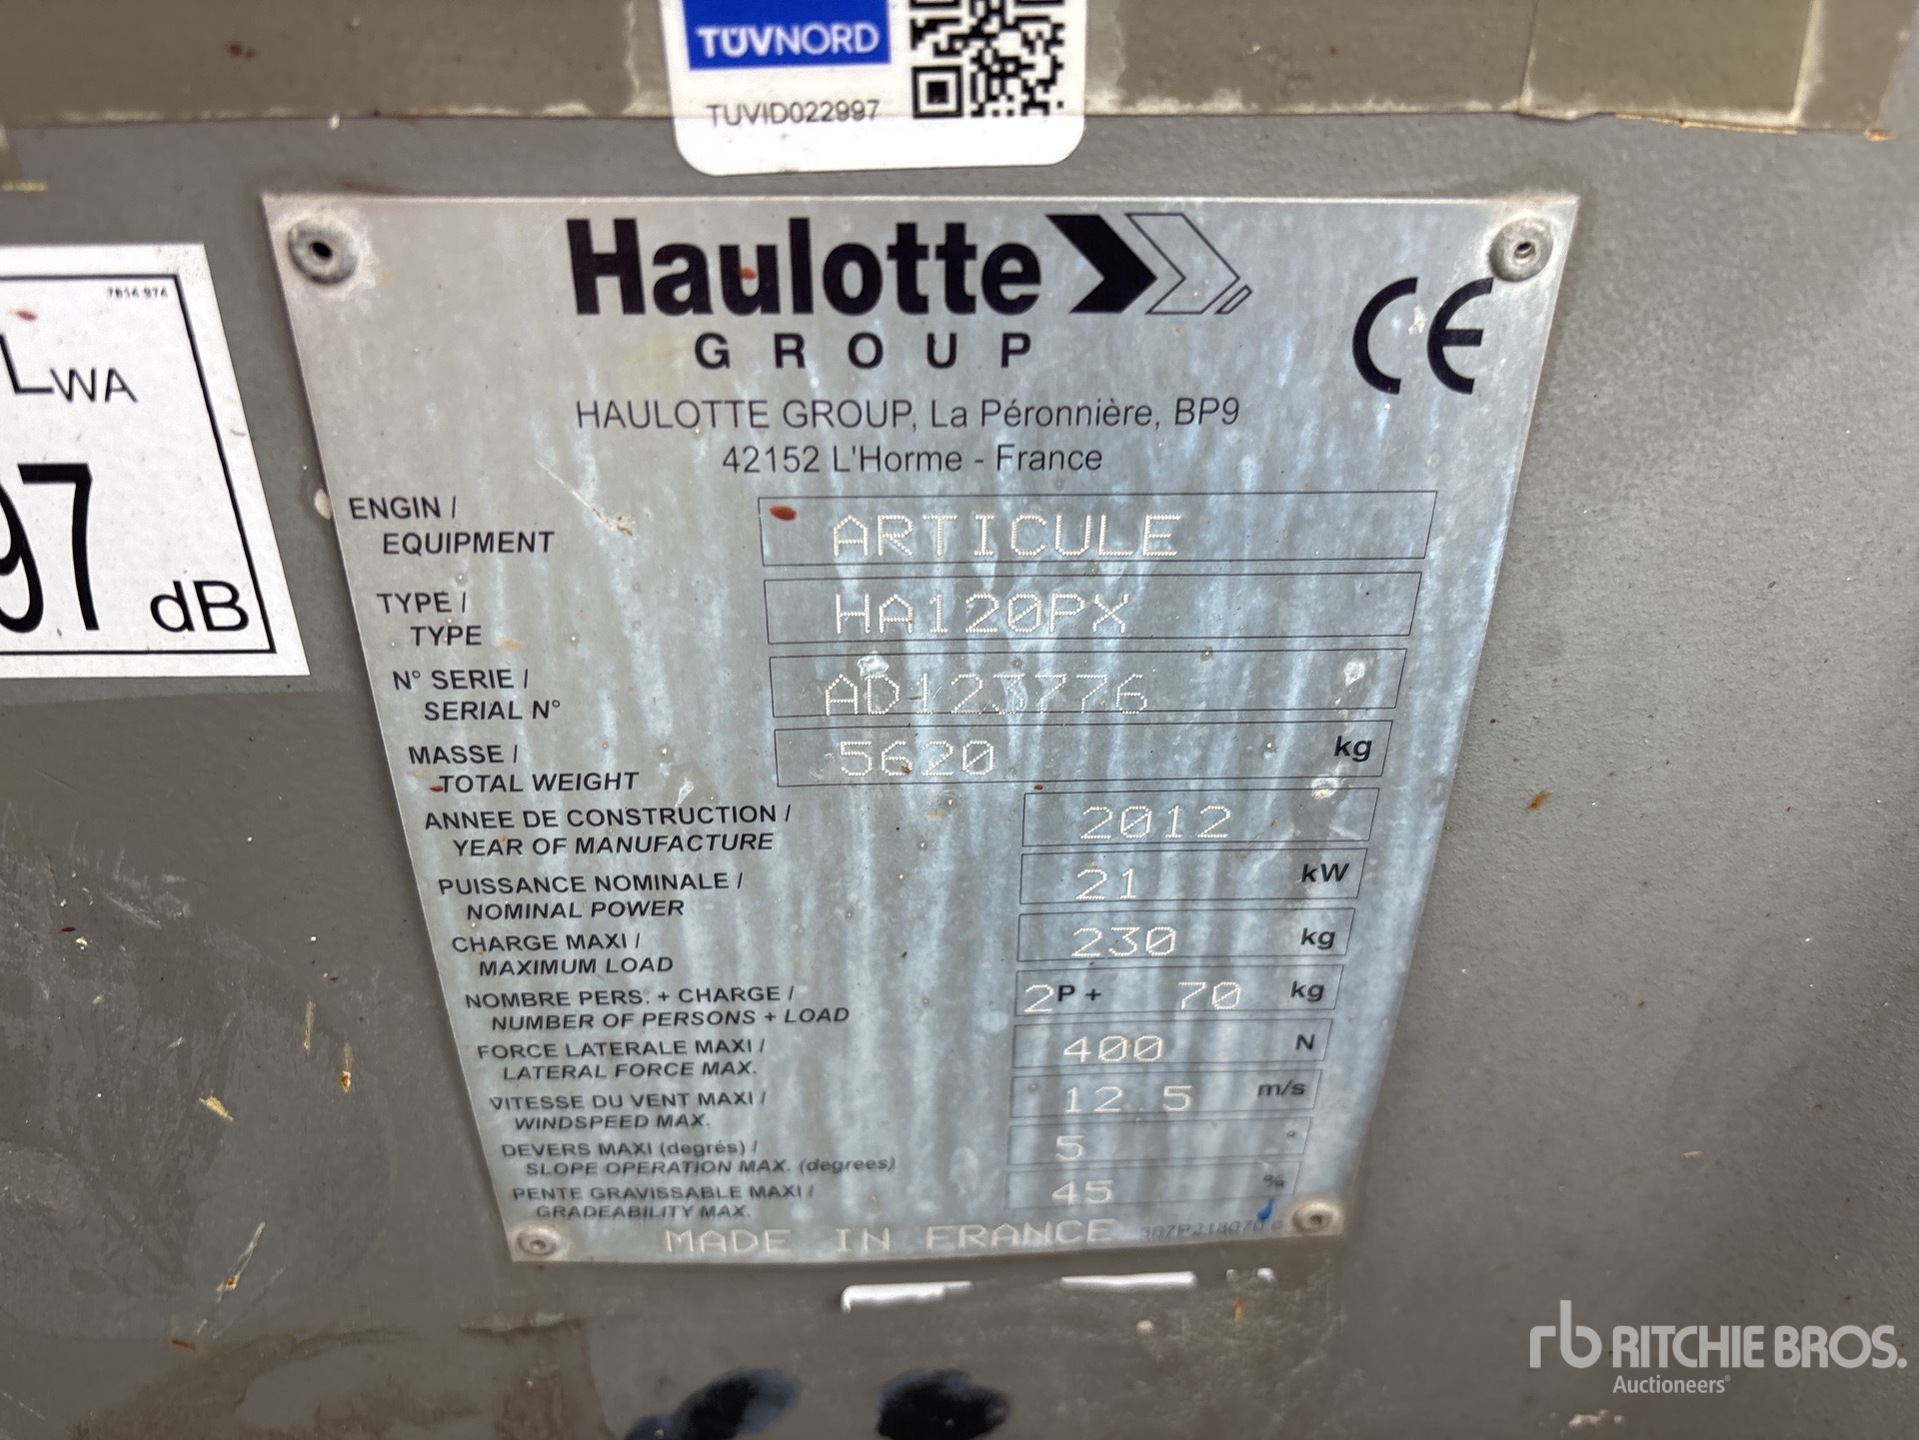 TÜVNORD
TUVID022997
7814 974
LWA
97 dB
Haulotte
GROUP
CE
HAULOTTE GROUP, La Péronnière, BP9
42152 L'Horme - France
ENGIN /
EQUIPMENT
ARTICULE
TYPE /
TYPE
HA120PX
N° SERIE /
SERIAL N°
AD123776
MASSE /
TOTAL WEIGHT
5620 kg
ANNEE DE CONSTRUCTION /
YEAR OF MANUFACTURE
2012
PUISSANCE NOMINALE /
NOMINAL POWER
21 kW
CHARGE MAXI /
MAXIMUM LOAD
230 kg
NOMBRE PERS. + CHARGE /
NUMBER OF PERSONS + LOAD
2P + 70 kg
FORCE LATERALE MAXI /
LATERAL FORCE MAX.
400 N
VITESSE DU VENT MAXI /
WINDSPEED MAX.
12.5 m/s
DEVERS MAXI (degrés) /
SLOPE OPERATION MAX. (degrees)
5 °
PENTE GRAVISSABLE MAXI /
GRADEABILITY MAX.
45 %
MADE IN FRANCE
307P218070
rb RITCHIE BROS.
Auctioneers